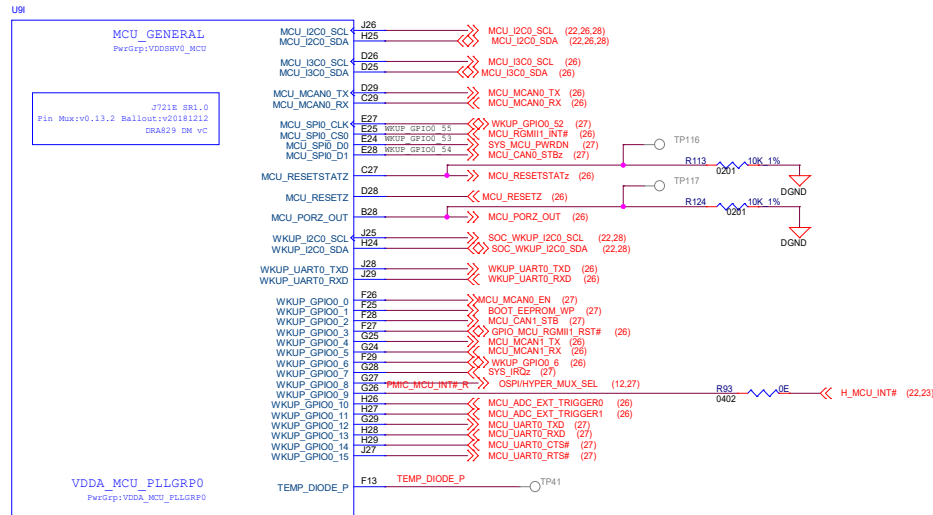 U9I
MCU_GENERAL
PwrGrp:VDDSHV0_MCU
J721E SR1.0
Pin Mux:v0.13.2 Ballout:v20181212
DRA829 DM vC
MCU_I2C0_SCL J26 MCU_I2C0_SCL (22,26,28)
MCU_I2C0_SDA H25 MCU_I2C0_SDA (22,26,28)
MCU_I3C0_SCL D26 MCU_I3C0_SCL (26)
MCU_I3C0_SDA D25 MCU_I3C0_SDA (26)
MCU_MCAN0_TX D29 MCU_MCAN0_TX (26)
MCU_MCAN0_RX C29 MCU_MCAN0_RX (26)
MCU_SPI0_CLK E27 WKUP_GPIO0_52 (27)
MCU_SPI0_CS0 E25 WKUP_GPIO0_55 MCU_RGMII1_INT# (26)
MCU_SPI0_D0 E24 WKUP_GPIO0_53 SYS_MCU_PWRDN (27)
MCU_SPI0_D1 E28 WKUP_GPIO0_54 MCU_CAN0_STBz (27)
TP116
R113 10K_1%
0201
DGND
MCU_RESETSTATZ C27 MCU_RESETSTATz (26)
TP117
MCU_RESETZ D28 MCU_RESETZ (26)
R124 10K_1%
0201
DGND
MCU_PORZ_OUT B28 MCU_PORZ_OUT (26)
WKUP_I2C0_SCL J25 SOC_WKUP_I2C0_SCL (22,28)
WKUP_I2C0_SDA H24 SOC_WKUP_I2C0_SDA (22,28)
WKUP_UART0_TXD J28 WKUP_UART0_TXD (26)
WKUP_UART0_RXD J29 WKUP_UART0_RXD (26)
WKUP_GPIO0_0 F26 MCU_MCAN0_EN (27)
WKUP_GPIO0_1 F25 BOOT_EEPROM_WP (27)
WKUP_GPIO0_2 F28 MCU_CAN1_STB (27)
WKUP_GPIO0_3 F27 GPIO_MCU_RGMII1_RST# (26)
WKUP_GPIO0_4 G25 MCU_MCAN1_TX (26)
WKUP_GPIO0_5 G24 MCU_MCAN1_RX (26)
WKUP_GPIO0_6 F29 WKUP_GPIO0_6 (26)
WKUP_GPIO0_7 G28 SYS_IRQz (27)
WKUP_GPIO0_8 G27 OSPI/HYPER_MUX_SEL (12,27)
WKUP_GPIO0_9 G26 PMIC_MCU_INT#_R R93 0E H_MCU_INT# (22,23)
0402
WKUP_GPIO0_10 H26 MCU_ADC_EXT_TRIGGER0 (26)
WKUP_GPIO0_11 H27 MCU_ADC_EXT_TRIGGER1 (26)
WKUP_GPIO0_12 G29 MCU_UART0_TXD (27)
WKUP_GPIO0_13 H28 MCU_UART0_RXD (27)
WKUP_GPIO0_14 H29 MCU_UART0_CTS# (27)
WKUP_GPIO0_15 J27 MCU_UART0_RTS# (27)
VDDA_MCU_PLLGRP0
PwrGrp:VDDA_MCU_PLLGRP0
TEMP_DIODE_P F13 TEMP_DIODE_P TP41